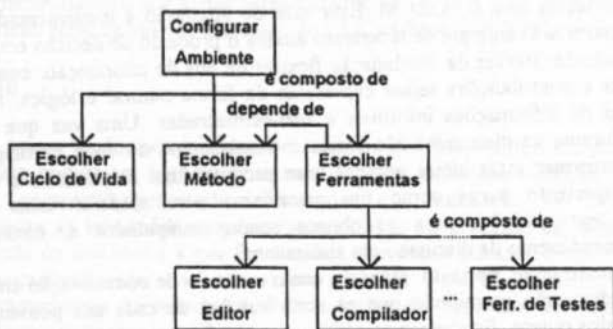 Configurar
Ambiente
é composto de
depende de
Escolher
Ciclo de Vida
Escolher
Método
Escolher
Ferramentas
é composto de
Escolher
Editor
Escolher
Compilador
...
Escolher
Ferr. de Testes